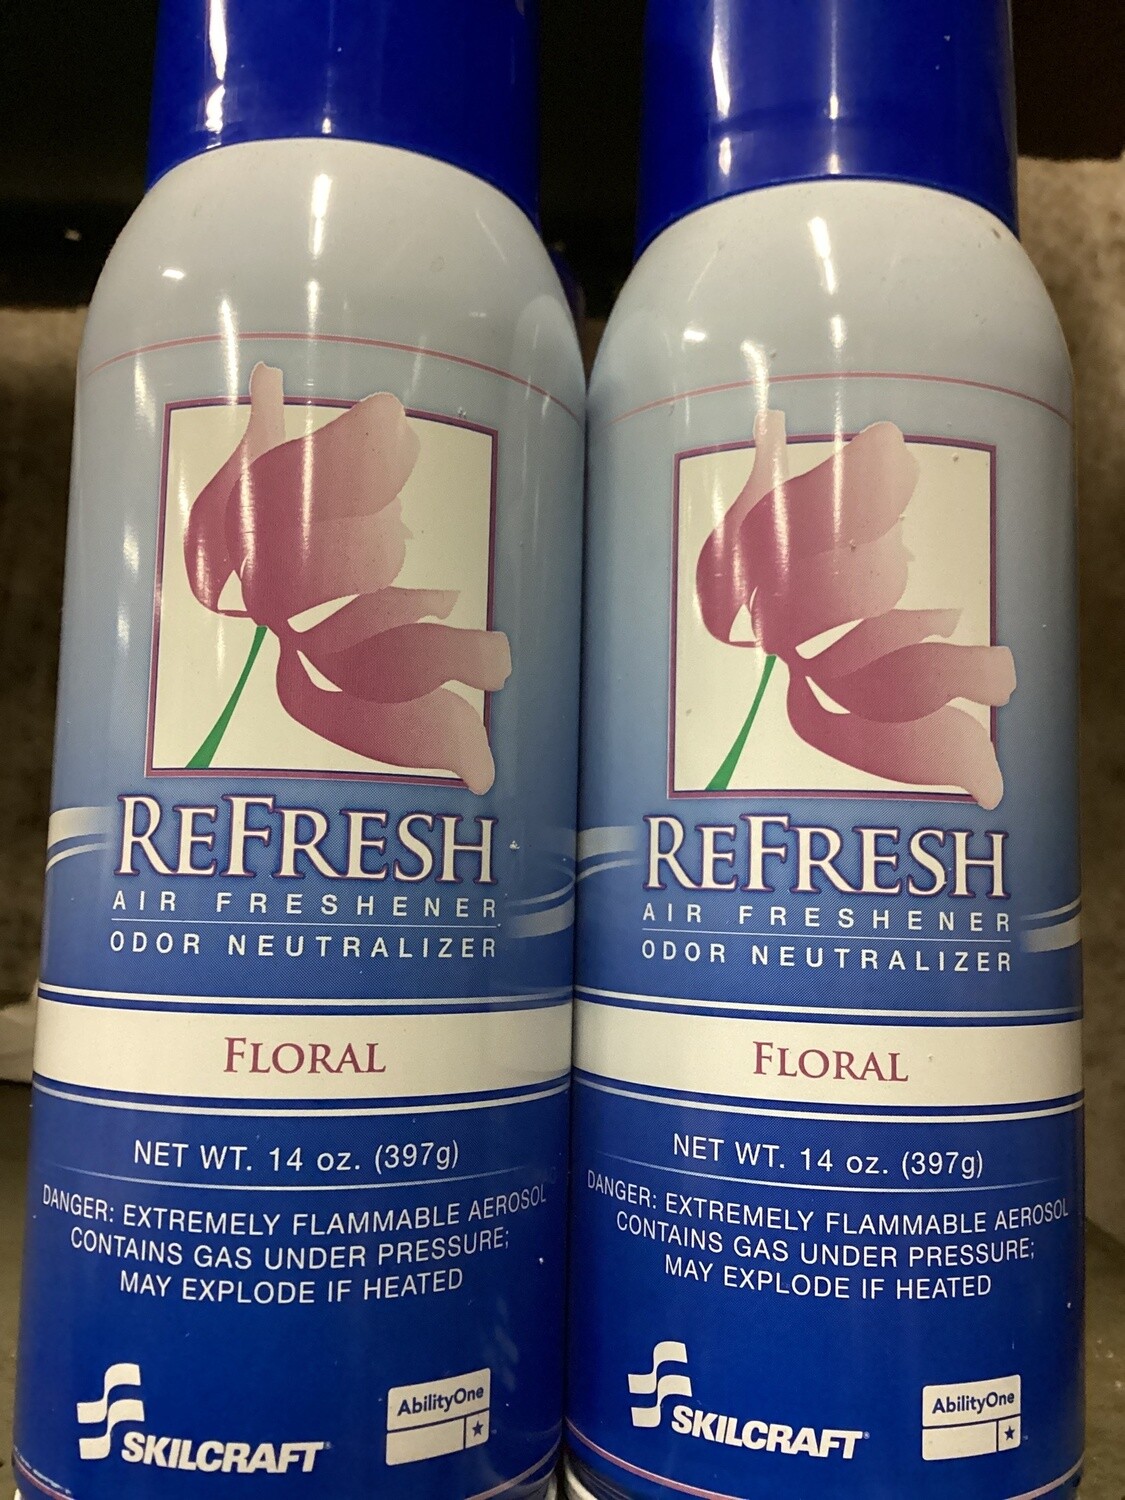 REFRESH
AIR FRESHENER
ODOR NEUTRALIZER
FLORAL
NET WT. 14 oz. (397g)
DANGER: EXTREMELY FLAMMABLE AEROSOL
CONTAINS GAS UNDER PRESSURE;
MAY EXPLODE IF HEATED
SKILCRAFT®
AbilityOne
REFRESH
AIR FRESHENER
ODOR NEUTRALIZER
FLORAL
NET WT. 14 oz. (397g)
DANGER: EXTREMELY FLAMMABLE AEROSOL
CONTAINS GAS UNDER PRESSURE;
MAY EXPLODE IF HEATED
SKILCRAFT®
AbilityOne